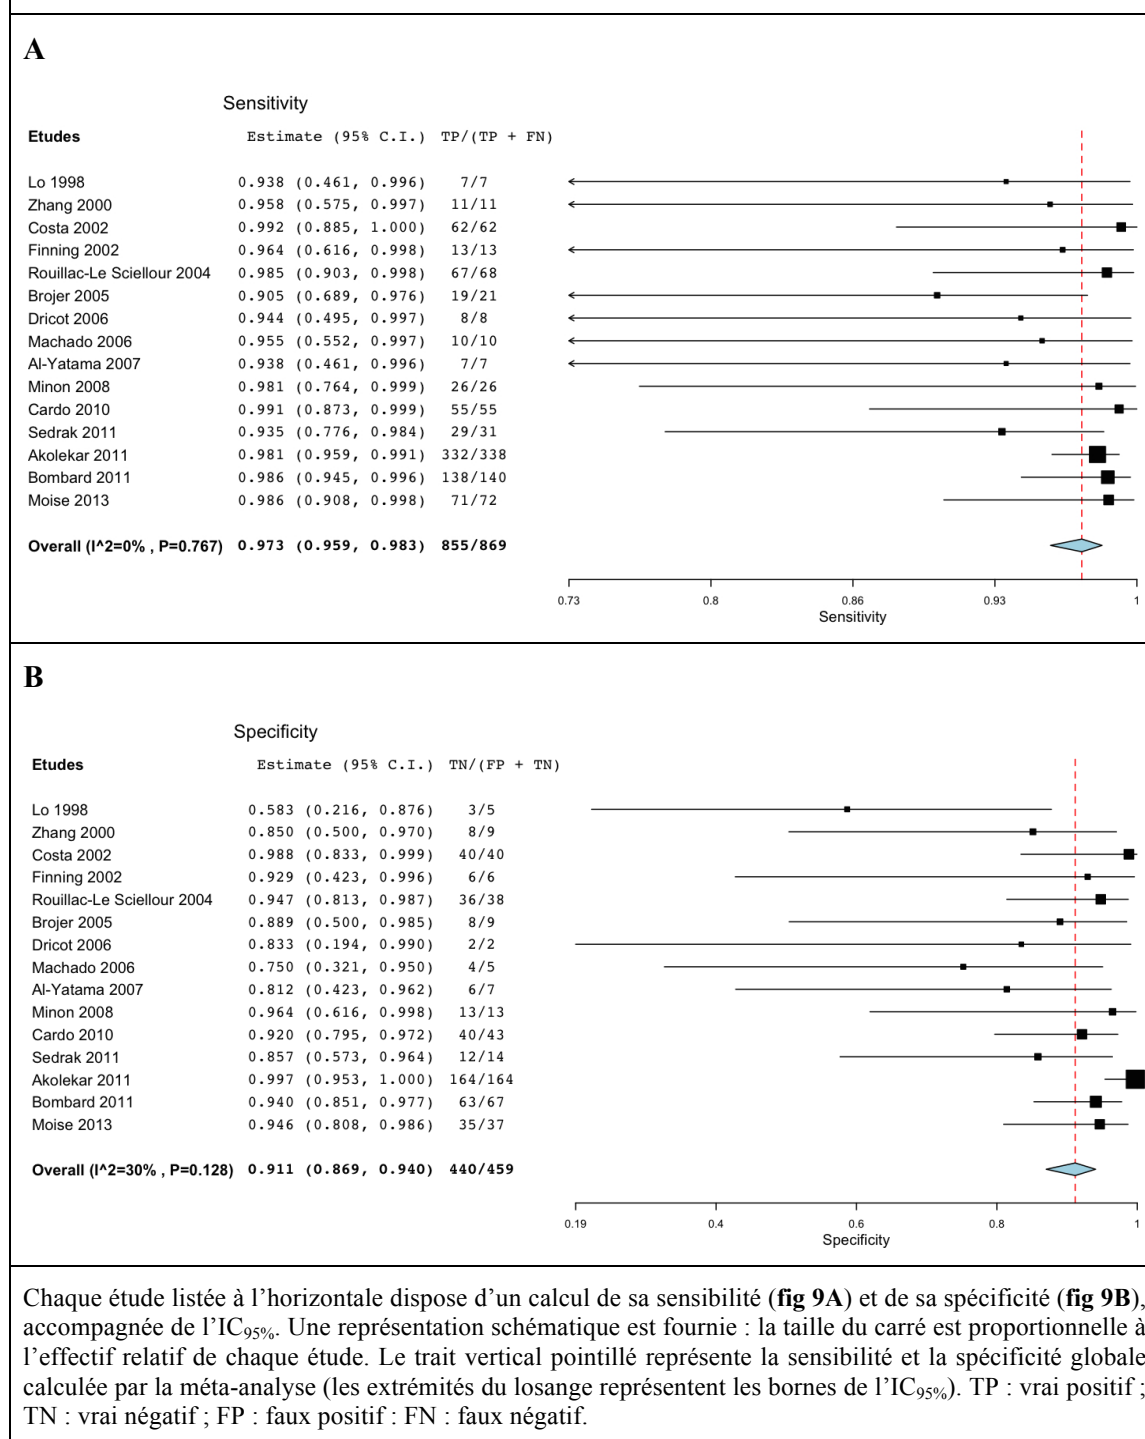 A
Sensitivity
Etudes Estimate (95% C.I.) TP/(TP + FN)
Lo 1998 0.938 (0.461, 0.996) 7/7
Zhang 2000 0.958 (0.575, 0.997) 11/11
Costa 2002 0.992 (0.885, 1.000) 62/62
Finning 2002 0.964 (0.616, 0.998) 13/13
Rouillac-Le Sciellour 2004 0.985 (0.903, 0.998) 67/68
Brojer 2005 0.905 (0.689, 0.976) 19/21
Dricot 2006 0.944 (0.495, 0.997) 8/8
Machado 2006 0.955 (0.552, 0.997) 10/10
Al-Yatama 2007 0.938 (0.461, 0.996) 7/7
Minon 2008 0.981 (0.764, 0.999) 26/26
Cardo 2010 0.991 (0.873, 0.999) 55/55
Sedrak 2011 0.935 (0.776, 0.984) 29/31
Akolekar 2011 0.981 (0.959, 0.991) 332/338
Bombard 2011 0.986 (0.945, 0.996) 138/140
Moise 2013 0.986 (0.908, 0.998) 71/72
Overall (I^2=0% , P=0.767) 0.973 (0.959, 0.983) 855/869
0.73 0.8 0.86 0.93 1
Sensitivity
B
Specificity
Etudes Estimate (95% C.I.) TN/(FP + TN)
Lo 1998 0.583 (0.216, 0.876) 3/5
Zhang 2000 0.850 (0.500, 0.970) 8/9
Costa 2002 0.988 (0.833, 0.999) 40/40
Finning 2002 0.929 (0.423, 0.996) 6/6
Rouillac-Le Sciellour 2004 0.947 (0.813, 0.987) 36/38
Brojer 2005 0.889 (0.500, 0.985) 8/9
Dricot 2006 0.833 (0.194, 0.990) 2/2
Machado 2006 0.750 (0.321, 0.950) 4/5
Al-Yatama 2007 0.812 (0.423, 0.962) 6/7
Minon 2008 0.964 (0.616, 0.998) 13/13
Cardo 2010 0.920 (0.795, 0.972) 40/43
Sedrak 2011 0.857 (0.573, 0.964) 12/14
Akolekar 2011 0.997 (0.953, 1.000) 164/164
Bombard 2011 0.940 (0.851, 0.977) 63/67
Moise 2013 0.946 (0.808, 0.986) 35/37
Overall (I^2=30% , P=0.128) 0.911 (0.869, 0.940) 440/459
0.19 0.4 0.6 0.8 1
Specificity
Chaque étude listée à l'horizontale dispose d'un calcul de sa sensibilité (fig 9A) et de sa spécificité (fig 9B),
accompagnée de l'IC95%. Une représentation schématique est fournie : la taille du carré est proportionnelle à
l'effectif relatif de chaque étude. Le trait vertical pointillé représente la sensibilité et la spécificité globale
calculée par la méta-analyse (les extrémités du losange représentent les bornes de l'IC95%). TP : vrai positif ;
TN : vrai négatif ; FP : faux positif : FN : faux négatif.